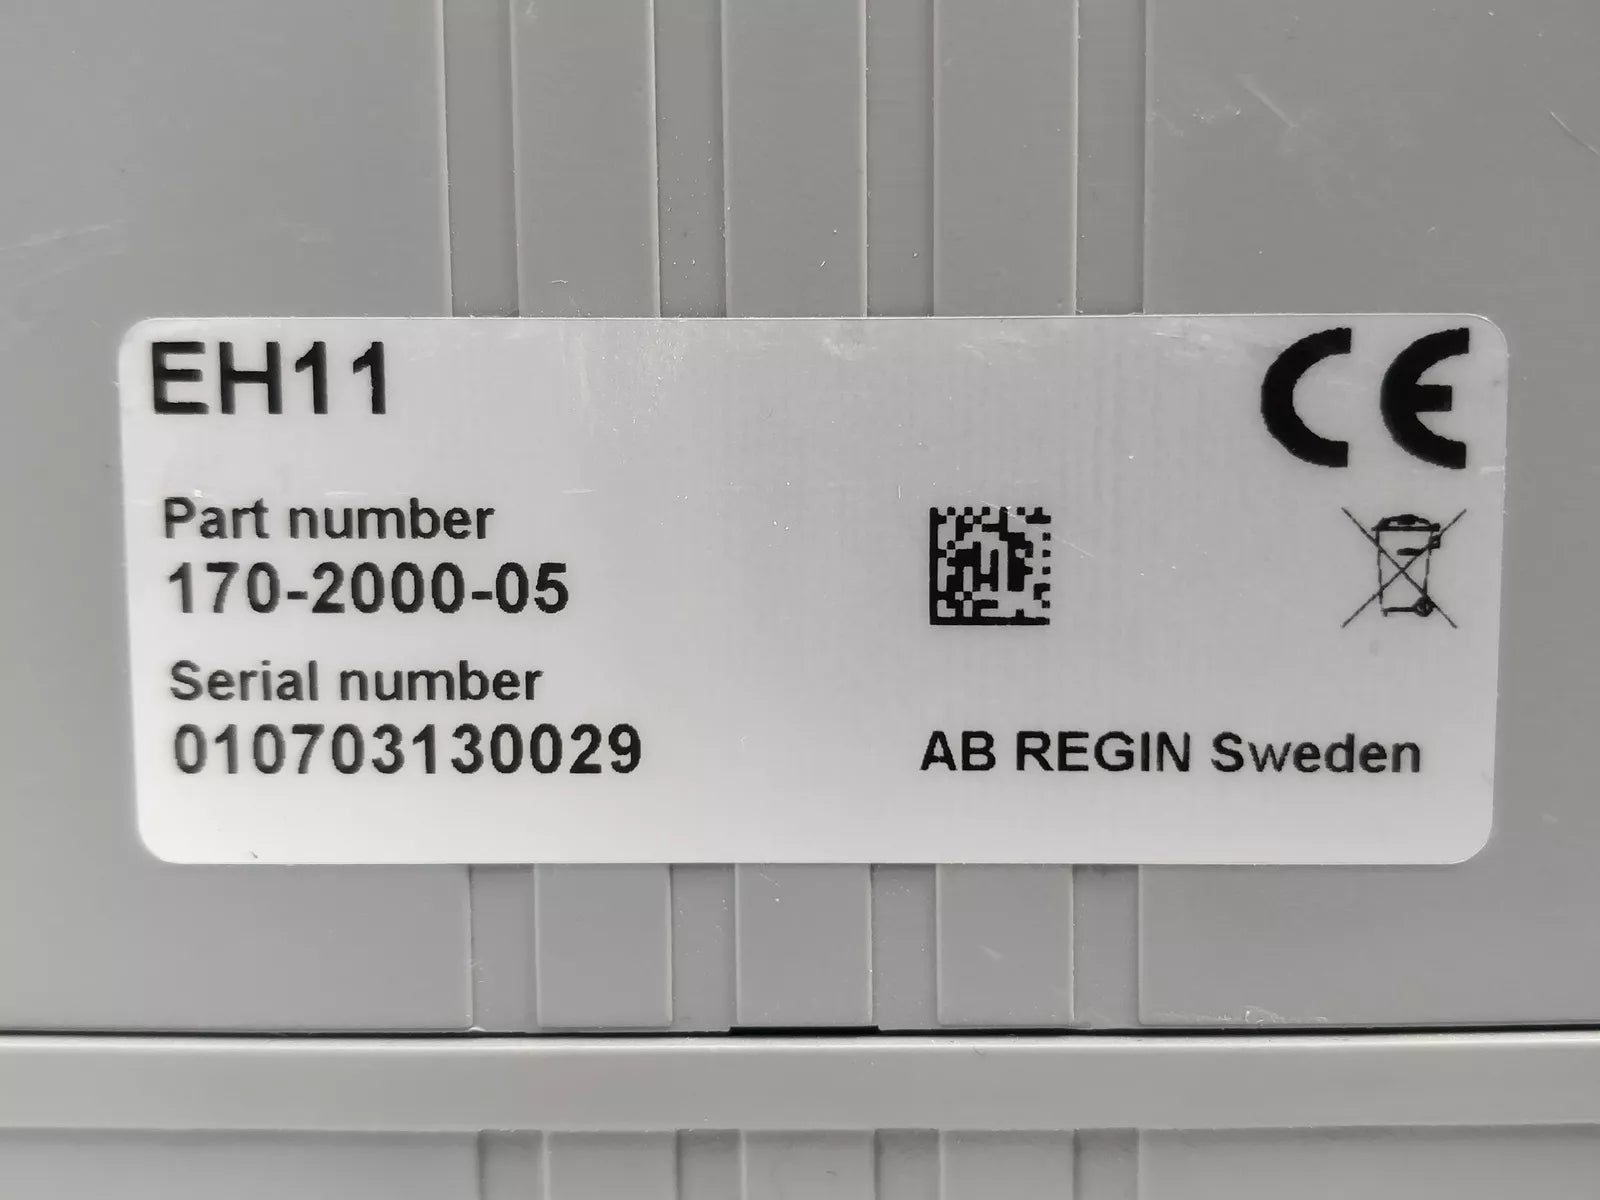 EH11
CE
Part number
170-2000-05
Serial number
010703130029
AB REGIN Sweden